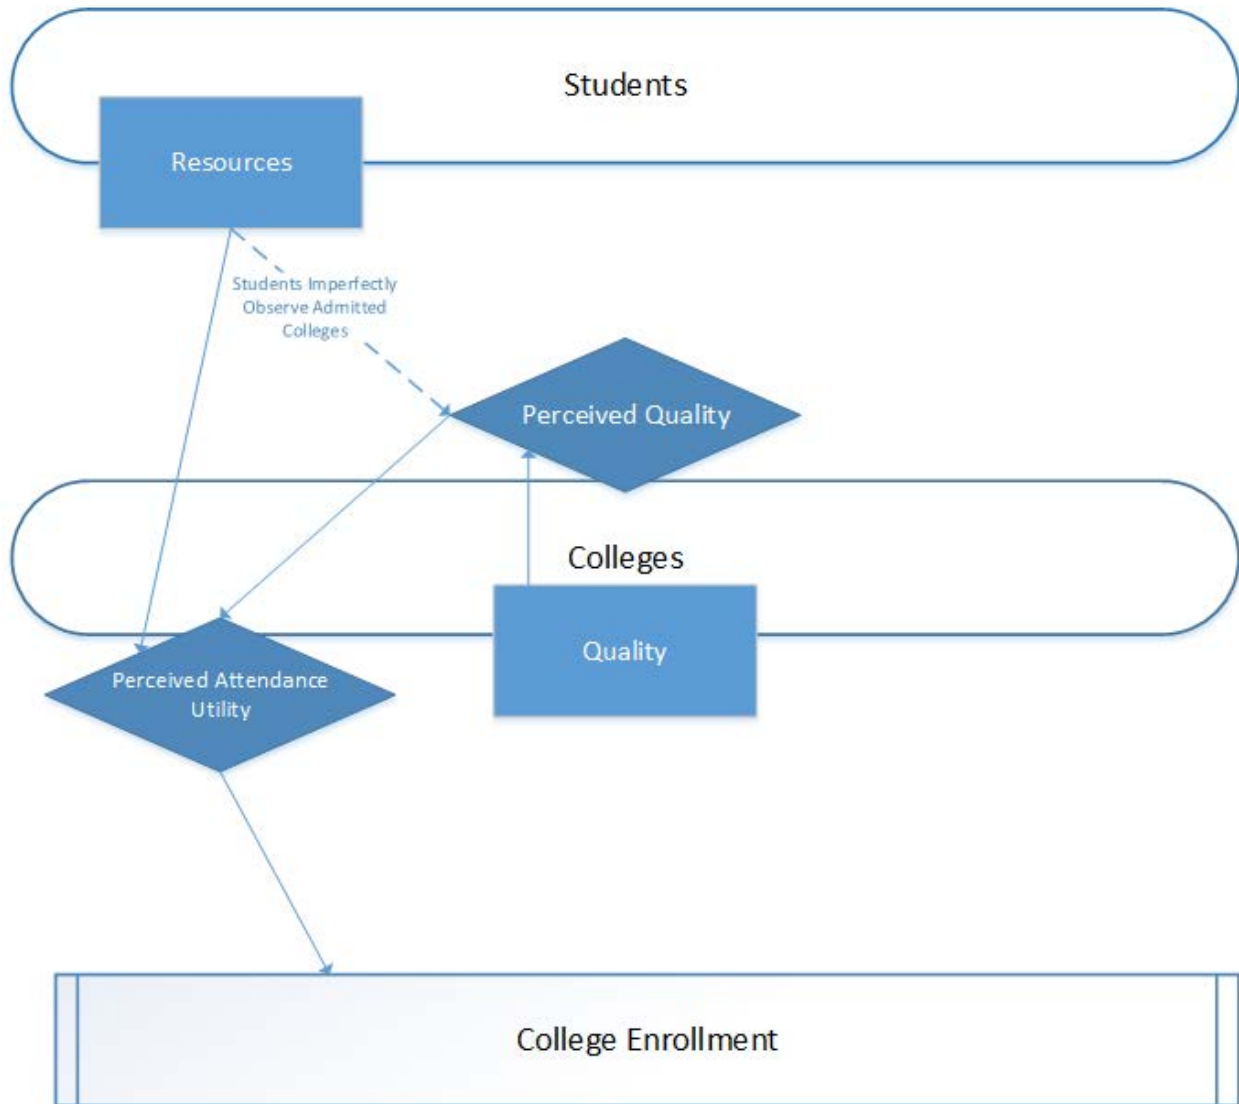 Students
Resources
Students Imperfectly
Observe Admitted
Colleges
Perceived Quality
Colleges
Quality
Perceived Attendance
Utility
College Enrollment